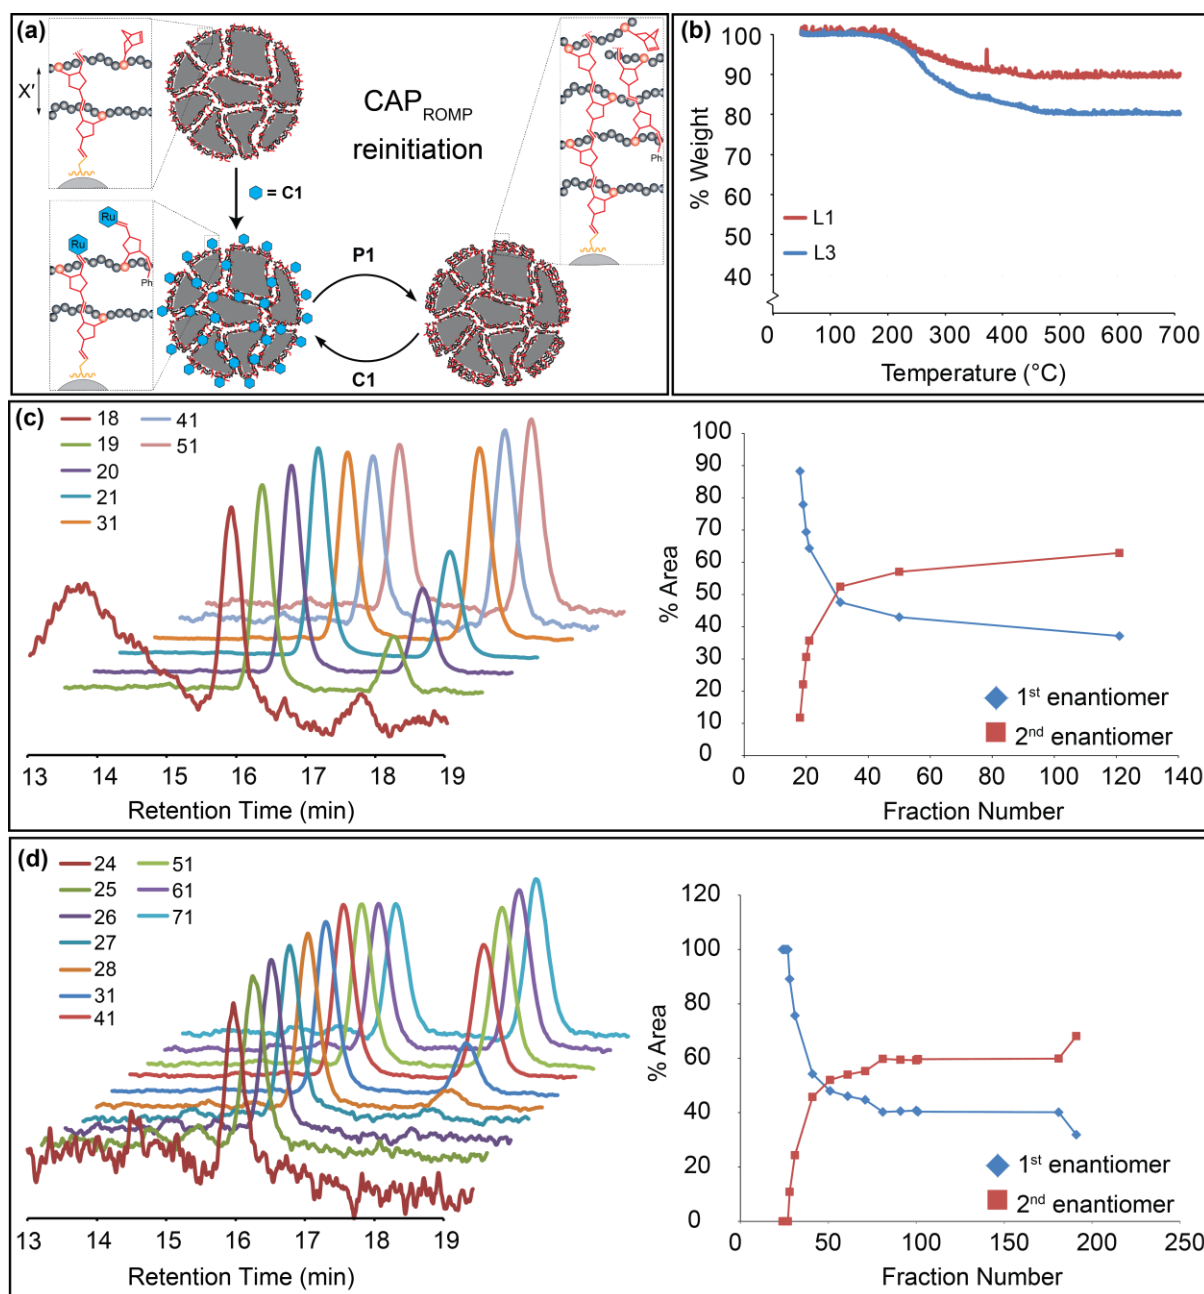 (a)
X'
CAP_ROMP
reinitiation
= C1
Ru
Ru
Ph
P1
C1
Ph
(b)
100
90
80
70
60
50
40
% Weight
L1
L3
0
100
200
300
400
500
600
700
Temperature (°C)
(c)
18
19
20
21
31
41
51
13
14
15
16
17
18
19
Retention Time (min)
100
90
80
70
60
50
40
30
20
10
0
% Area
1st enantiomer
2nd enantiomer
0
20
40
60
80
100
120
140
Fraction Number
(d)
24
25
26
27
28
31
41
51
61
71
13
14
15
16
17
18
19
Retention Time (min)
120
100
80
60
40
20
0
% Area
1st enantiomer
2nd enantiomer
0
50
100
150
200
250
Fraction Number